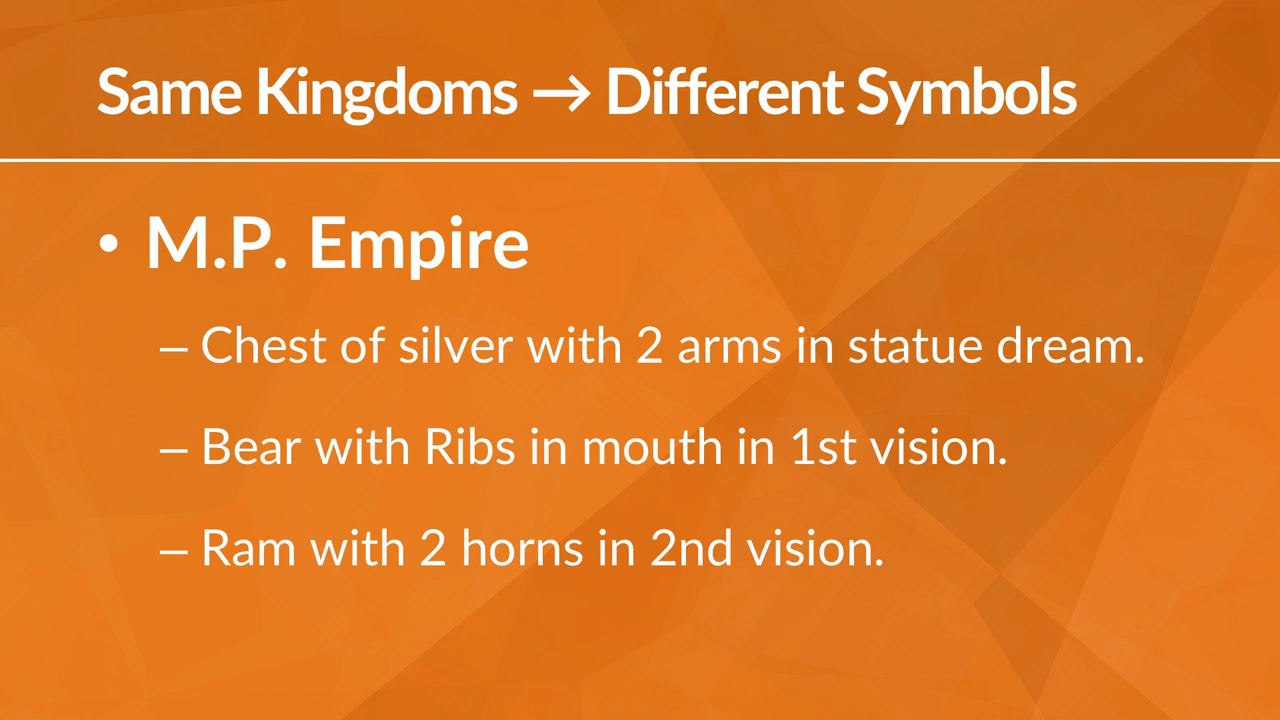 Same Kingdoms → Different Symbols
• M.P. Empire
– Chest of silver with 2 arms in statue dream.
– Bear with Ribs in mouth in 1st vision.
– Ram with 2 horns in 2nd vision.